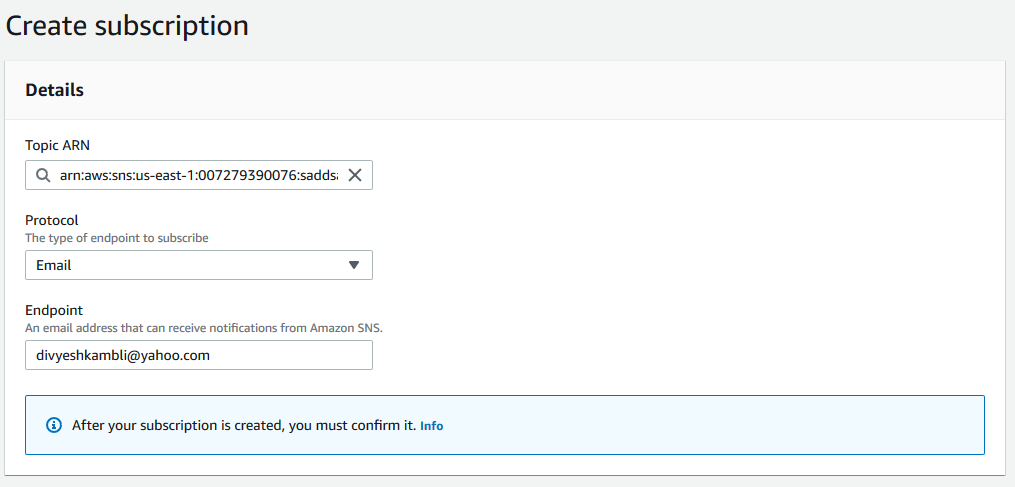 Create subscription
Details
Topic ARN
arn:aws:sns:us-east-1:007279390076:sadds
Protocol
The type of endpoint to subscribe
Email
Endpoint
An email address that can receive notifications from Amazon SNS.
divyeshkambli@yahoo.com
After your subscription is created, you must confirm it. Info